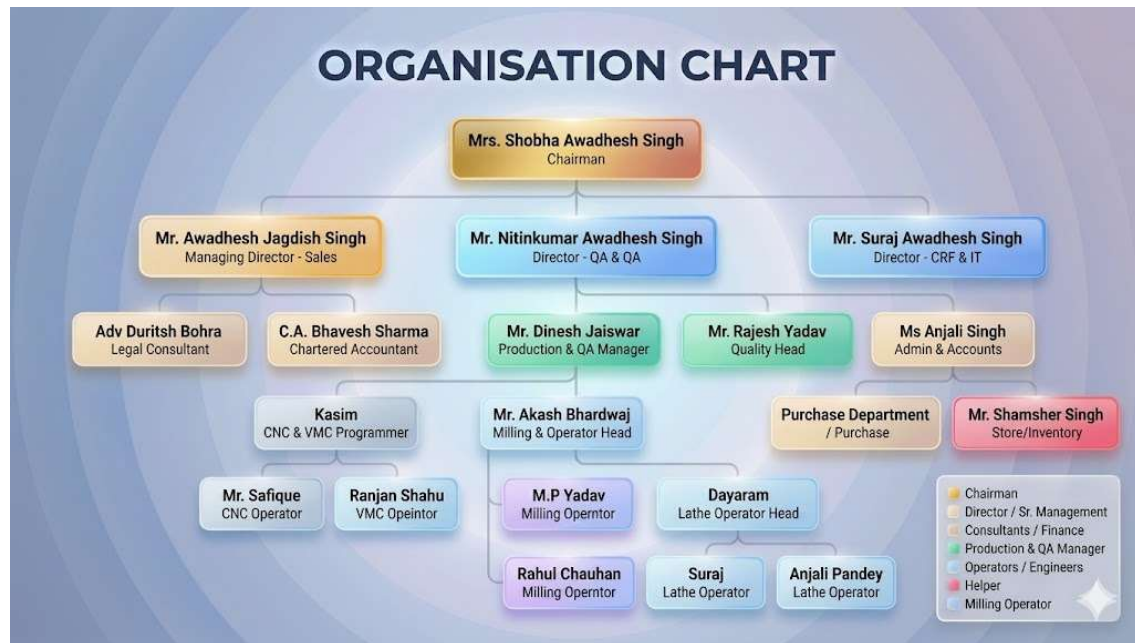 ORGANISATION CHART
Mrs. Shobha Awadhesh Singh
Chairman
Mr. Awadhesh Jagdish Singh
Managing Director - Sales
Mr. Nitinkumar Awadhesh Singh
Director - QA & QA
Mr. Suraj Awadhesh Singh
Director - CRF & IT
Adv Duritsh Bohra
Legal Consultant
C.A. Bhavesh Sharma
Chartered Accountant
Mr. Dinesh Jaiswar
Production & QA Manager
Mr. Rajesh Yadav
Quality Head
Ms Anjali Singh
Admin & Accounts
Kasim
CNC & VMC Programmer
Mr. Akash Bhardwaj
Milling & Operator Head
Purchase Department
/ Purchase
Mr. Shamsher Singh
Store/Inventory
Mr. Safique
CNC Operator
Ranjan Shahu
VMC Opeintor
M.P Yadav
Milling Operntor
Dayaram
Lathe Operator Head
Rahul Chauhan
Milling Operntor
Suraj
Lathe Operator
Anjali Pandey
Lathe Operator
Chairman
Director / Sr. Management
Consultants / Finance
Production & QA Manager
Operators / Engineers
Helper
Milling Operator